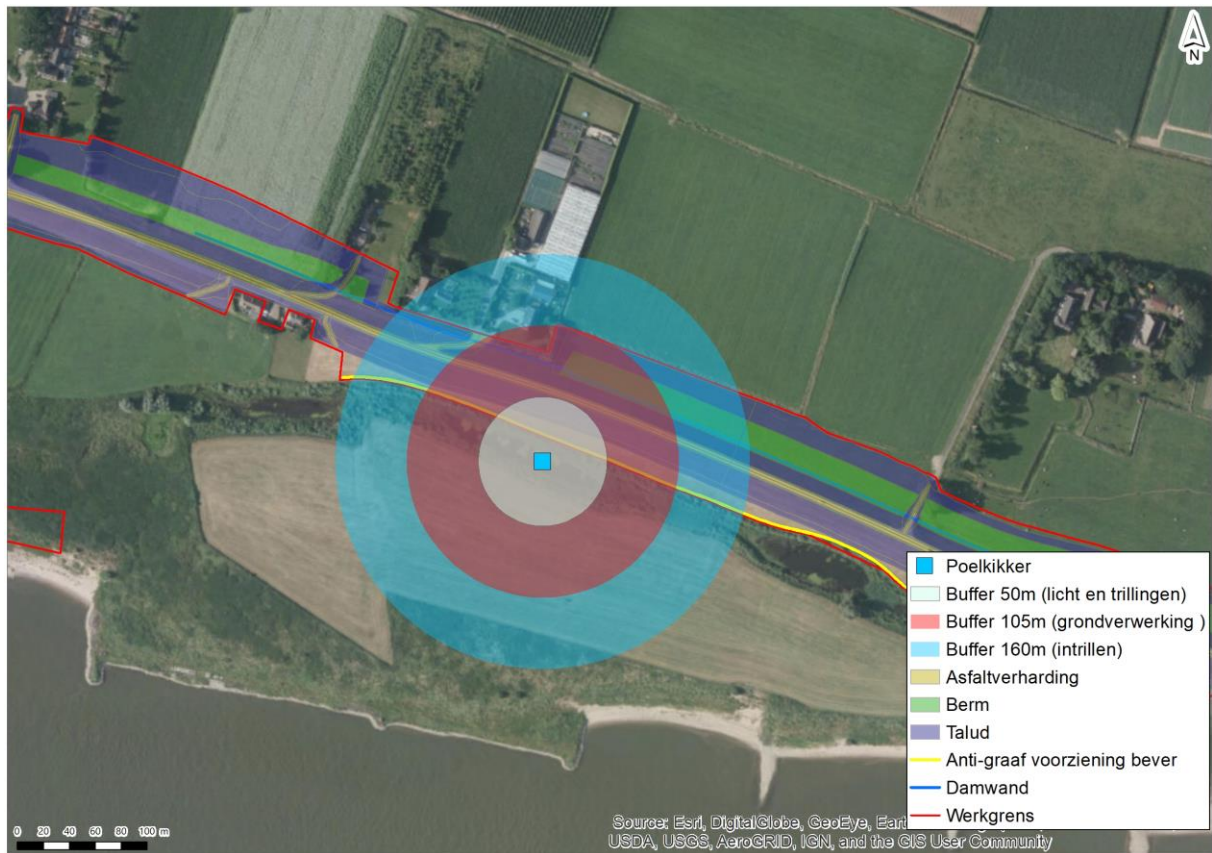 N
Poelkikker
Buffer 50m (licht en trillingen)
Buffer 105m (grondverwerking )
Buffer 160m (intrillen)
Asfaltverharding
Berm
Talud
Anti-graaf voorziening bever
Damwand
Werkgrens
0 20 40 60 80 100 m
Source: Esri, DigitalGlobe, GeoEye,
USDA, USGS, AeroGRID, IGN, and the GIS User Community